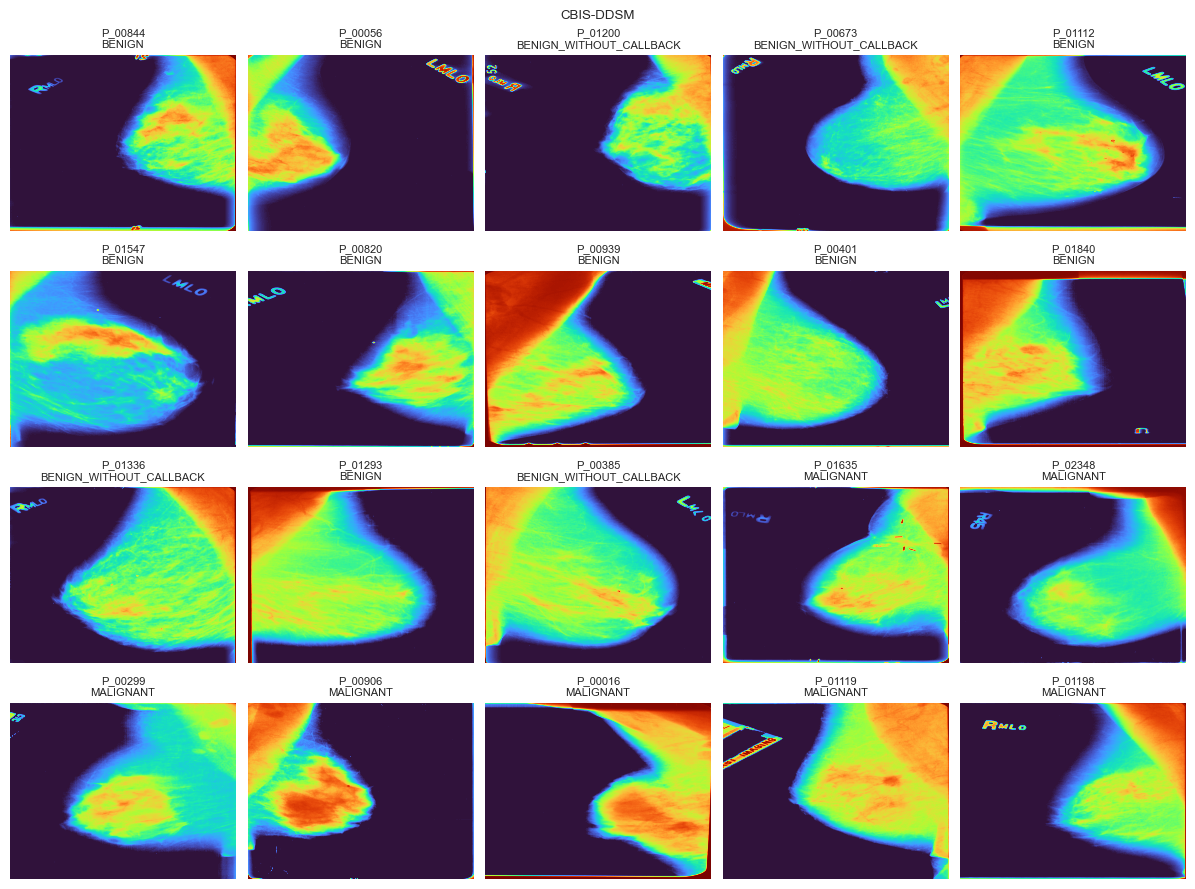 CBIS-DDSM
P_00844
BENIGN
P_00056
BENIGN
P_01200
BENIGN_WITHOUT_CALLBACK
P_00673
BENIGN_WITHOUT_CALLBACK
P_01112
BENIGN
RMLO
LMLO
RMLO
LMLO
P_01547
BENIGN
P_00820
BENIGN
P_00939
BENIGN
P_00401
BENIGN
P_01840
BENIGN
LMLO
MLO
P_01336
BENIGN_WITHOUT_CALLBACK
P_01293
BENIGN
P_00385
BENIGN_WITHOUT_CALLBACK
P_01635
MALIGNANT
P_02348
MALIGNANT
RMLO
LMLO
RMLO
P_00299
MALIGNANT
P_00906
MALIGNANT
P_00016
MALIGNANT
P_01119
MALIGNANT
P_01198
MALIGNANT
RMLO